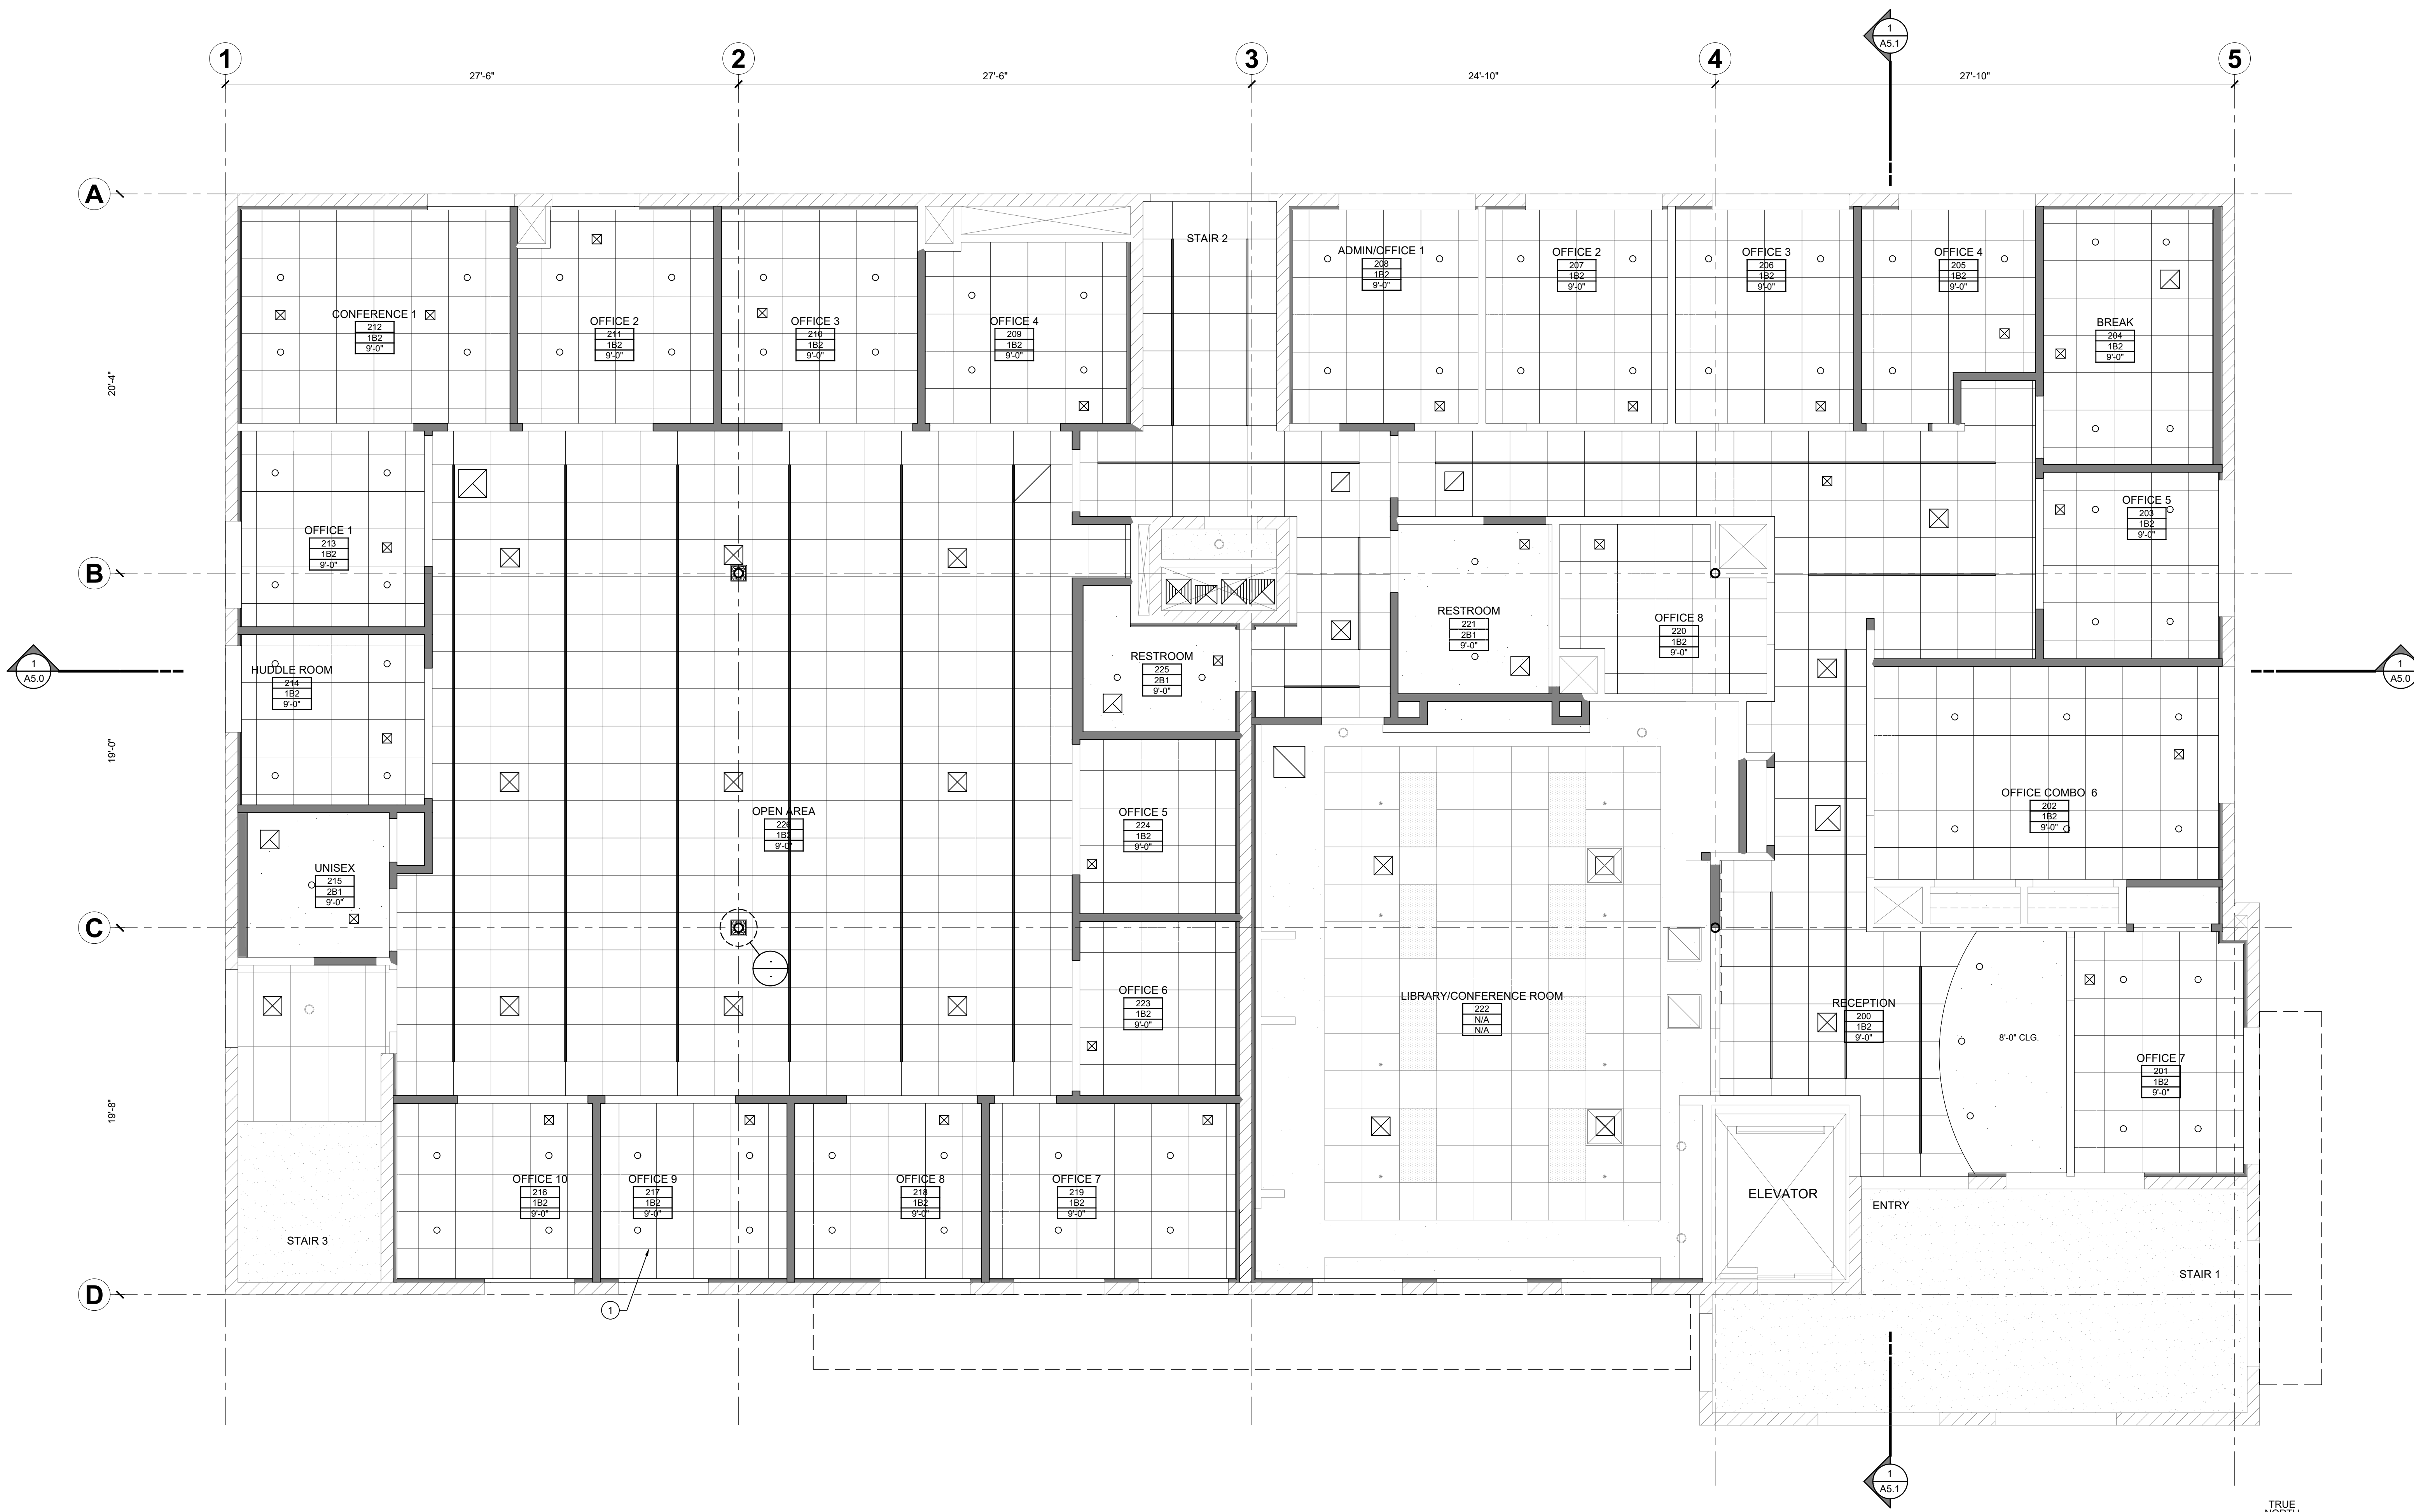 1
A5.1
1
2
3
4
5
27'-6"
27'-6"
24'-10"
27'-10"
A
B
C
D
20'-4"
19'-0"
19'-8"
STAIR 2
ADMIN/OFFICE 1
208
1B2
9'-0"
OFFICE 2
207
1B2
9'-0"
OFFICE 3
206
1B2
9'-0"
OFFICE 4
205
1B2
9'-0"
CONFERENCE 1
212
1B2
9'-0"
OFFICE 2
211
1B2
9'-0"
OFFICE 3
210
1B2
9'-0"
OFFICE 4
209
1B2
9'-0"
BREAK
204
1B2
9'-0"
OFFICE 1
213
1B2
9'-0"
OFFICE 5
203
1B2
9'-0"
RESTROOM
221
2B1
9'-0"
OFFICE 8
220
1B2
9'-0"
1
A5.0
HUDDLE ROOM
214
1B2
9'-0"
RESTROOM
225
2B1
9'-0"
1
A5.0
OPEN AREA
226
1B2
9'-0"
OFFICE 5
224
1B2
9'-0"
OFFICE COMBO 6
202
1B2
9'-0"
UNISEX
215
2B1
9'-0"
-
-
OFFICE 6
223
1B2
9'-0"
LIBRARY/CONFERENCE ROOM
222
N/A
N/A
RECEPTION
200
1B2
9'-0"
8'-0" CLG.
OFFICE 7
201
1B2
9'-0"
OFFICE 10
216
1B2
9'-0"
OFFICE 9
217
1B2
9'-0"
OFFICE 8
218
1B2
9'-0"
OFFICE 7
219
1B2
9'-0"
ELEVATOR
ENTRY
STAIR 3
STAIR 1
1
1
A5.1
TRUE
NORTH